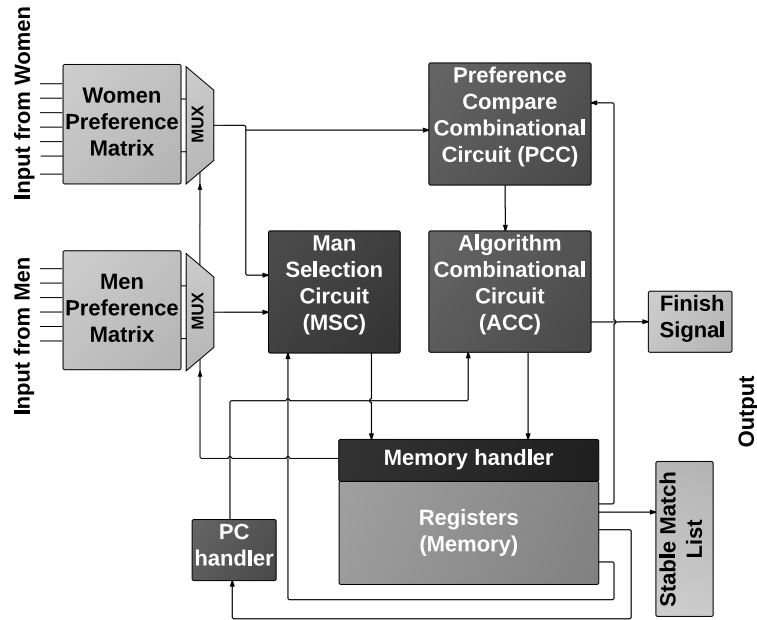 Input from Women
Women
Preference
Matrix
MUX
Preference
Compare
Combinational
Circuit (PCC)
Input from Men
Men
Preference
Matrix
MUX
Man
Selection
Circuit
(MSC)
Algorithm
Combinational
Circuit
(ACC)
Finish
Signal
Output
Memory handler
Registers
(Memory)
PC
handler
Stable Match
List